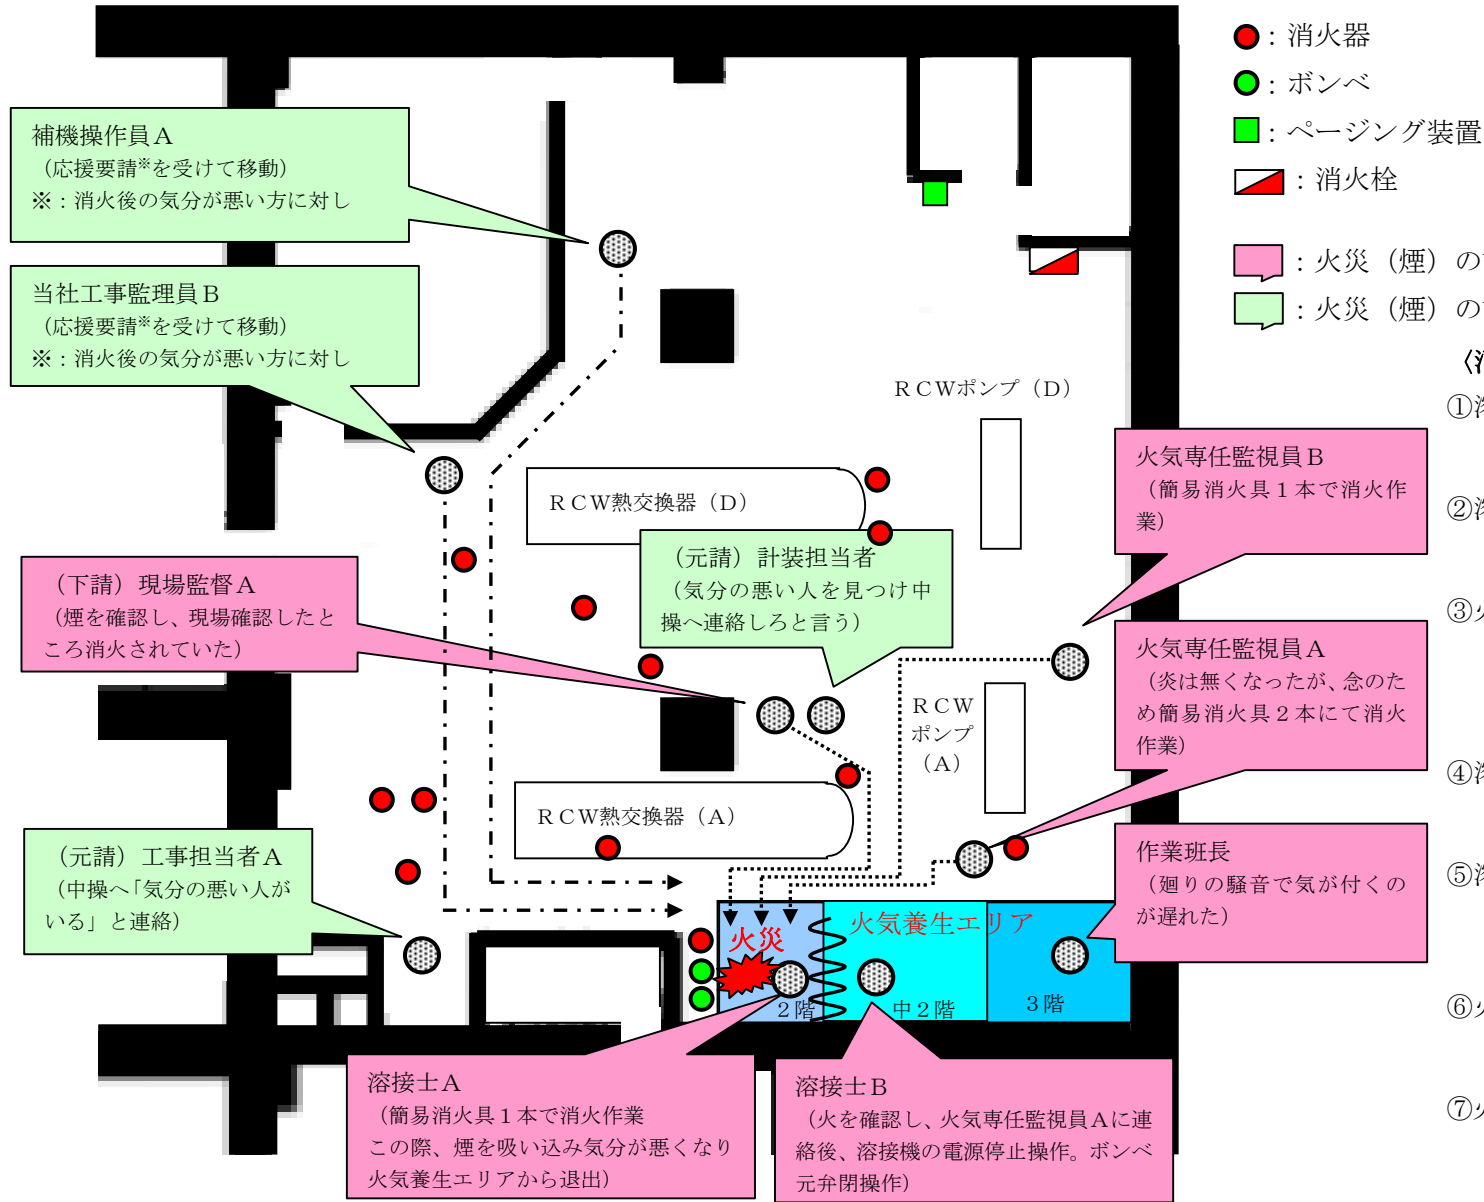 ：消火器
：ボンベ
：ページング装置
：消火栓
：火災（煙）の
：火災（煙）の
補機操作員Ａ
（応援要請※を受けて移動）
※：消火後の気分が悪い方に対し
当社工事監理員Ｂ
（応援要請※を受けて移動）
※：消火後の気分が悪い方に対し
ＲＣＷポンプ（Ｄ）
ＲＣＷ熱交換器（Ｄ）
火気専任監視員Ｂ
（簡易消火具１本で消火作
業）
（元請）計装担当者
（気分の悪い人を見つけ中
操へ連絡しろと言う）
（下請）現場監督Ａ
（煙を確認し、現場確認したと
ころ消火されていた）
火気専任監視員Ａ
（炎は無くなったが、念のた
め簡易消火具２本にて消火
作業）
ＲＣＷ
ポンプ
（Ａ）
ＲＣＷ熱交換器（Ａ）
（元請）工事担当者Ａ
（中操へ「気分の悪い人が
いる」と連絡）
作業班長
（廻りの騒音で気が付くの
が遅れた）
火災
火気養生エリア
２階
中２階
３階
溶接士Ａ
（簡易消火具１本で消火作業
この際、煙を吸い込み気分が悪くなり
火気養生エリアから退出）
溶接士Ｂ
（火を確認し、火気専任監視員Ａに連
絡後、溶接機の電源停止操作。ボンベ
元弁閉操作）
①
②
③
④
⑤
⑥
⑦